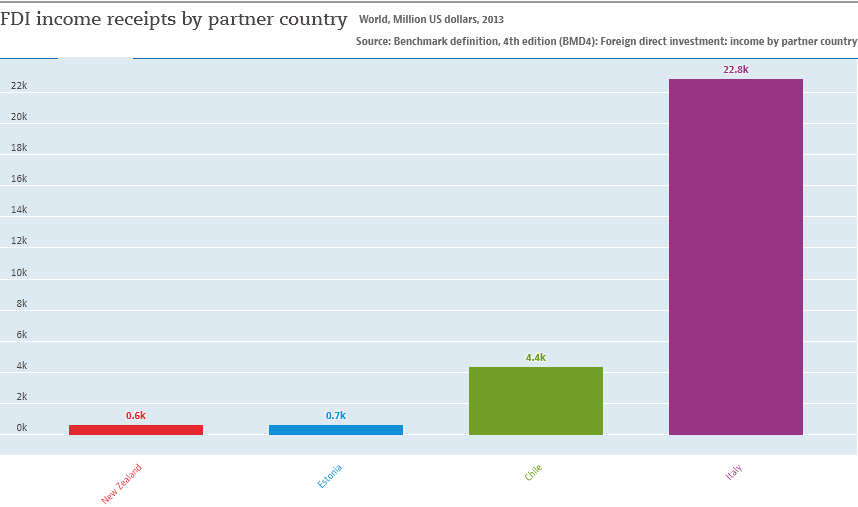 FDI income receipts by partner country World, Million US dollars, 2013
Source: Benchmark definition, 4th edition (BMD4): Foreign direct investment: income by partner country
22.8k
22k
20k
18k
16k
14k
12k
10k
8k
6k
4.4k
4k
2k
0.6k 0.7k
0k
New Zealand Estonia Chile Italy